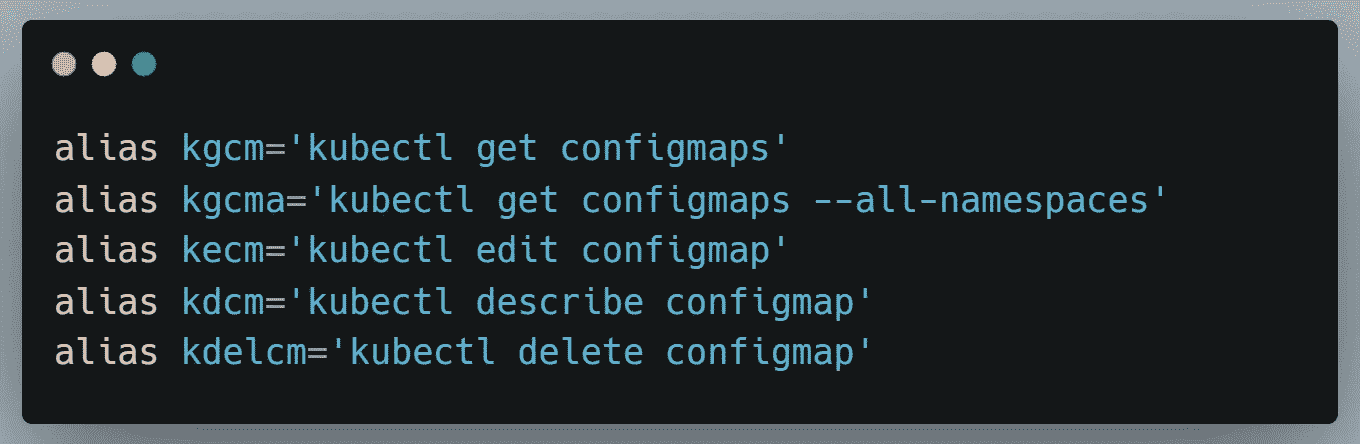 alias kgcm='kubectl get configmaps'
alias kgcma='kubectl get configmaps --all-namespaces'
alias kecm='kubectl edit configmap'
alias kdcm='kubectl describe configmap'
alias kdelcm='kubectl delete configmap'